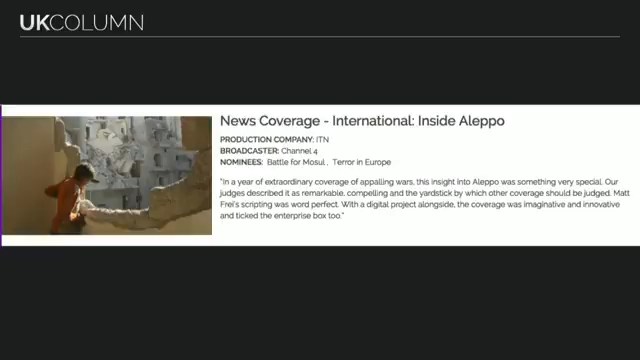 UKCOLUMN
News Coverage - International: Inside Aleppo
PRODUCTION COMPANY: ITN
BROADCASTER: Channel 4
NOMINEES: Battle for Mosul , Terror in Europe
"In a year of extraordinary coverage of appalling wars, this insight into Aleppo was something very special. Our
judges described it as remarkable, compelling and the yardstick by which other coverage should be judged. Matt
Frei's scripting was word perfect. With a digital project alongside, the coverage was imaginative and innovative
and ticked the enterprise box too."